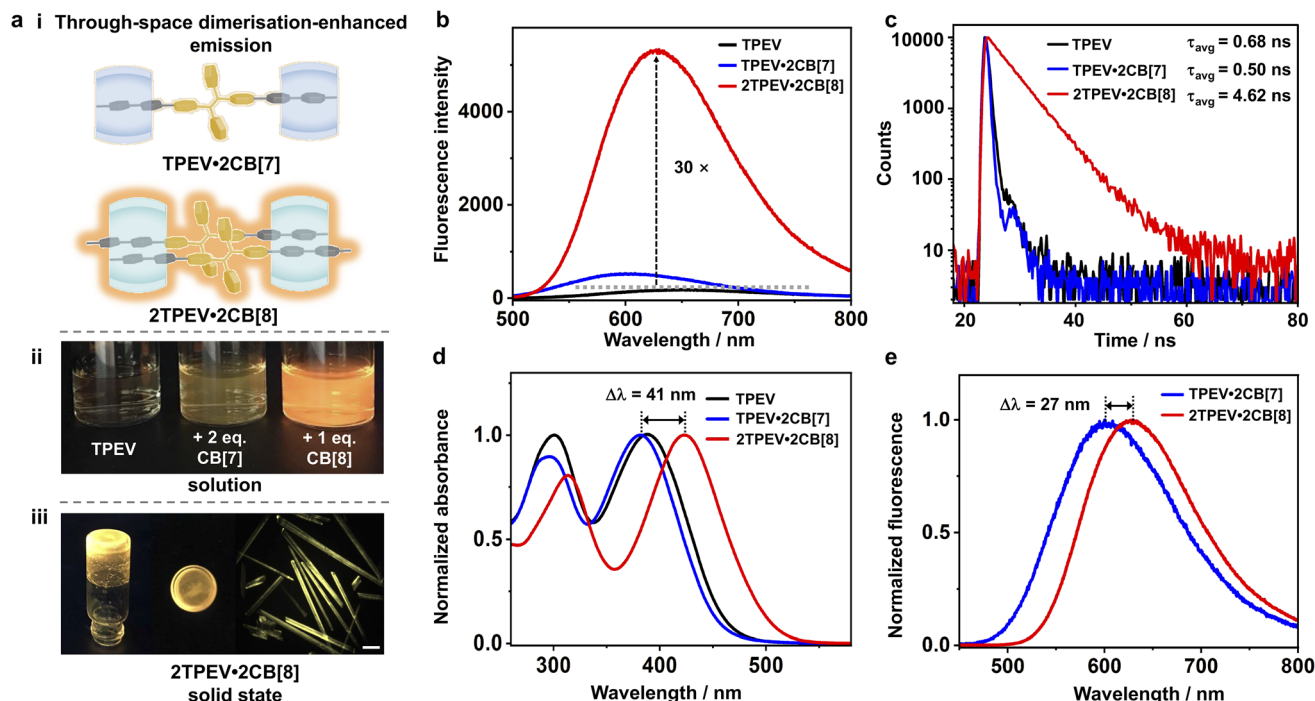 a i Through-space dimerisation-enhanced
emission
TPEV•2CB[7]
2TPEV•2CB[8]
ii
TPEV
+ 2 eq.
CB[7]
+ 1 eq.
CB[8]
solution
iii
2TPEV•2CB[8]
solid state
b
Fluorescence intensity
4000
2000
0
TPEV
TPEV•2CB[7]
2TPEV•2CB[8]
30 ×
500 600 700 800
Wavelength / nm
c
Counts
10000
1000
100
10
TPEV
TPEV•2CB[7]
2TPEV•2CB[8]
τavg = 0.68 ns
τavg = 0.50 ns
τavg = 4.62 ns
20 40 60 80
Time / ns
d
Normalized absorbance
1.0
0.5
0.0
Δλ = 41 nm
TPEV
TPEV•2CB[7]
2TPEV•2CB[8]
300 400 500
Wavelength / nm
e
Normalized fluorescence
1.0
0.5
0.0
Δλ = 27 nm
TPEV•2CB[7]
2TPEV•2CB[8]
500 600 700 800
Wavelength / nm